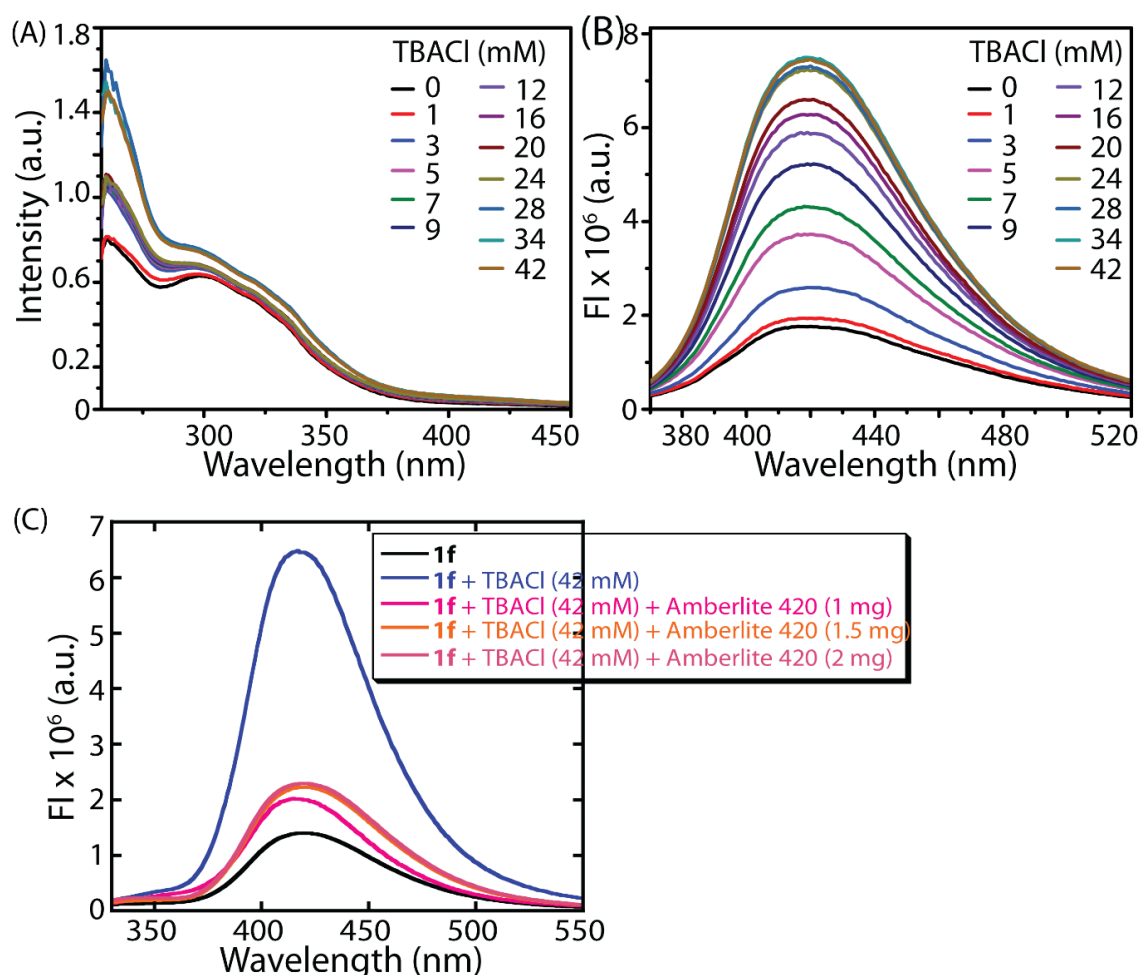 (A)
Intensity (a.u.)
1.8
1.4
1.0
0.6
0.2
0
TBACl (mM)
0 12
1 16
3 20
5 24
7 28
9 34
42
300 350 400 450
Wavelength (nm)
(B)
Fl x 10⁶ (a.u.)
8
6
4
2
0
TBACl (mM)
0 12
1 16
3 20
5 24
7 28
9 34
42
380 400 440 480 520
Wavelength (nm)
(C)
Fl x 10⁶ (a.u.)
7
6
5
4
3
2
1
0
1f
1f + TBACl (42 mM)
1f + TBACl (42 mM) + Amberlite 420 (1 mg)
1f + TBACl (42 mM) + Amberlite 420 (1.5 mg)
1f + TBACl (42 mM) + Amberlite 420 (2 mg)
350 400 450 500 550
Wavelength (nm)